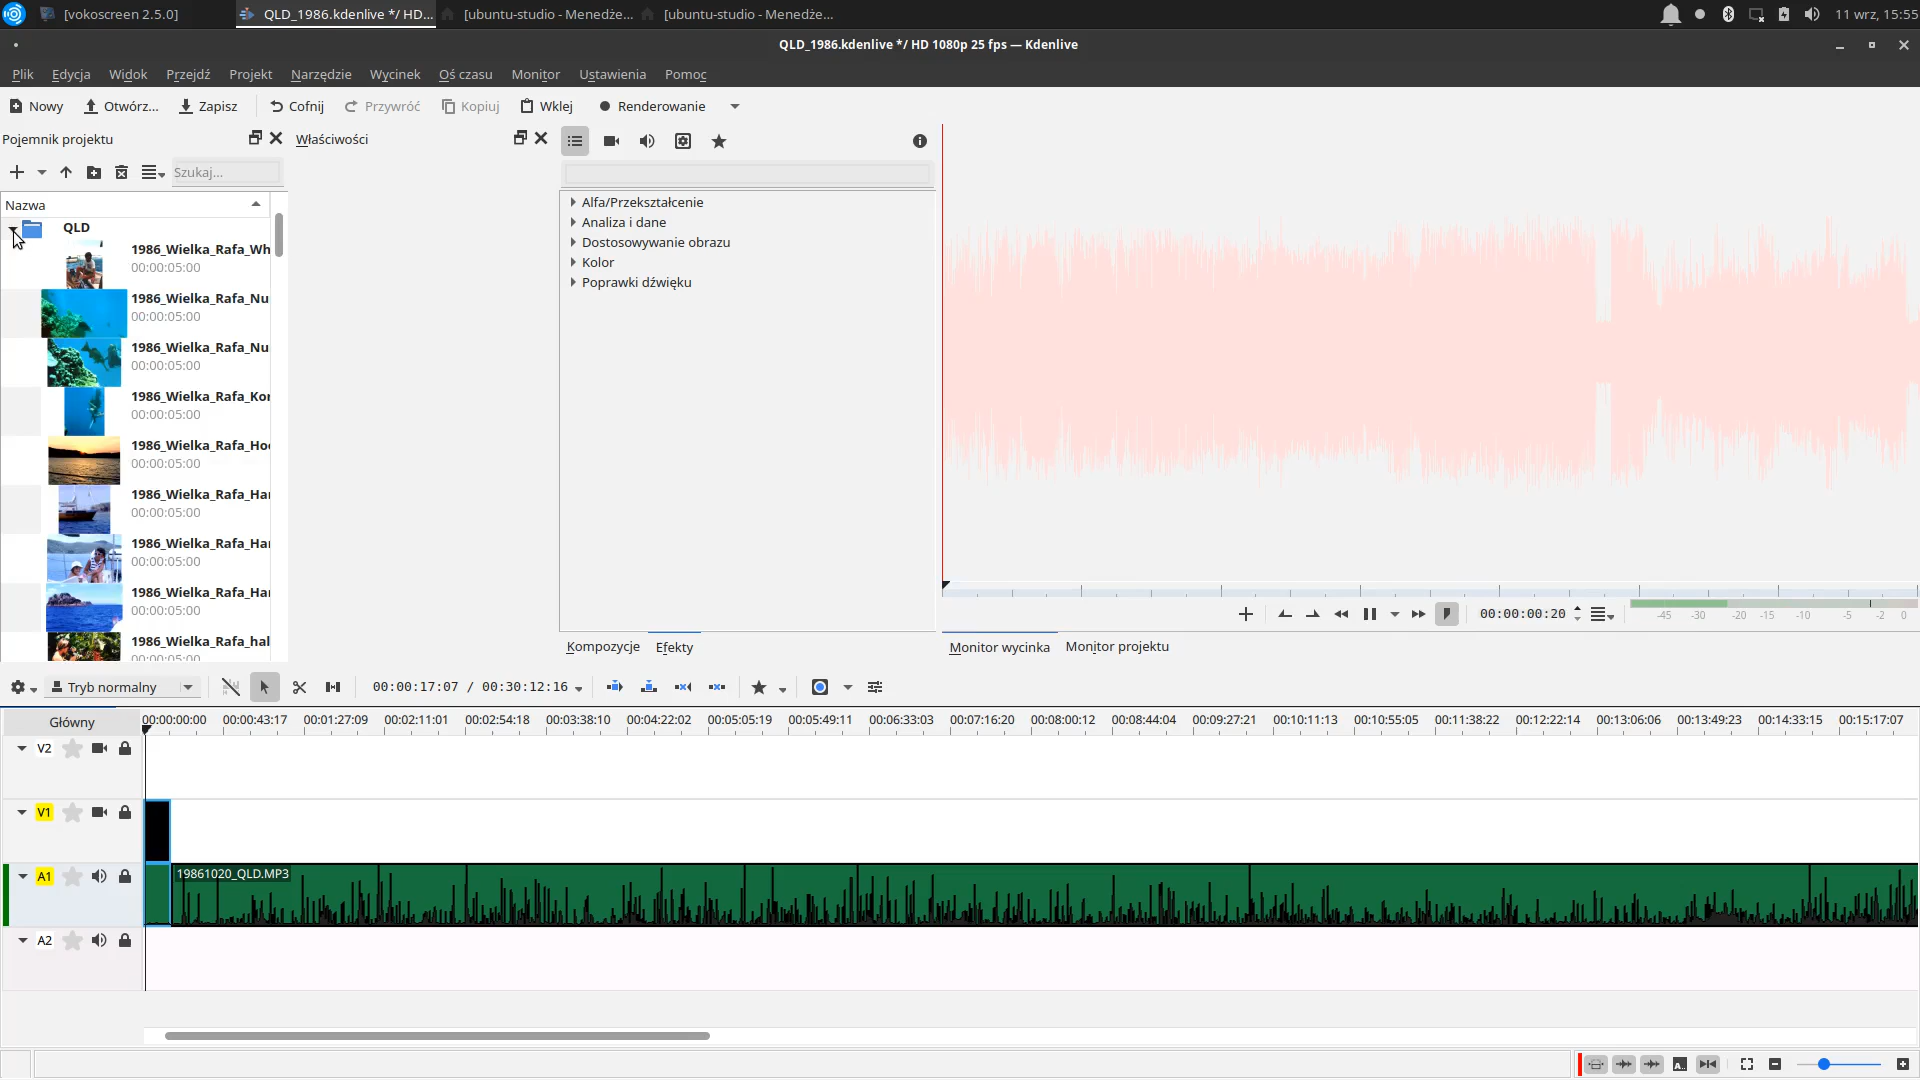 [vokoscreen 2.5.0]
QLD_1986.kdenlive */ HD...
[ubuntu-studio - Menedże...
[ubuntu-studio - Menedże...
11 wrz, 15:55
QLD_1986.kdenlive */ HD 1080p 25 fps — Kdenlive
Plik Edycja Widok Przejdź Projekt Narzędzie Wycinek Oś czasu Monitor Ustawienia Pomoc
Nowy Otwórz... Zapisz Cofnij Przywróć Kopiuj Wklej Renderowanie
Pojemnik projektu
Właściwości
Szukaj...
Nazwa
QLD
1986_Wielka_Rafa_Wh
00:00:05:00
1986_Wielka_Rafa_Nu
00:00:05:00
1986_Wielka_Rafa_Nu
00:00:05:00
1986_Wielka_Rafa_Kor
00:00:05:00
1986_Wielka_Rafa_Hoo
00:00:05:00
1986_Wielka_Rafa_Har
00:00:05:00
1986_Wielka_Rafa_Har
00:00:05:00
1986_Wielka_Rafa_Har
00:00:05:00
1986_Wielka_Rafa_hal
00:00:05:00
Alfa/Przekształcenie
Analiza i dane
Dostosowywanie obrazu
Kolor
Poprawki dźwięku
Kompozycje Efekty
00:00:00:20
-45 -30 -20 -15 -10 -5 -2 0
Monitor wycinka Monitor projektu
Tryb normalny
00:00:17:07 / 00:30:12:16
Główny
00:00:00:00 00:00:43:17 00:01:27:09 00:02:11:01 00:02:54:18 00:03:38:10 00:04:22:02 00:05:05:19 00:05:49:11 00:06:33:03 00:07:16:20 00:08:00:12 00:08:44:04 00:09:27:21 00:10:11:13 00:10:55:05 00:11:38:22 00:12:22:14 00:13:06:06 00:13:49:23 00:14:33:15 00:15:17:07
V2
V1
A1
19861020_QLD.MP3
A2